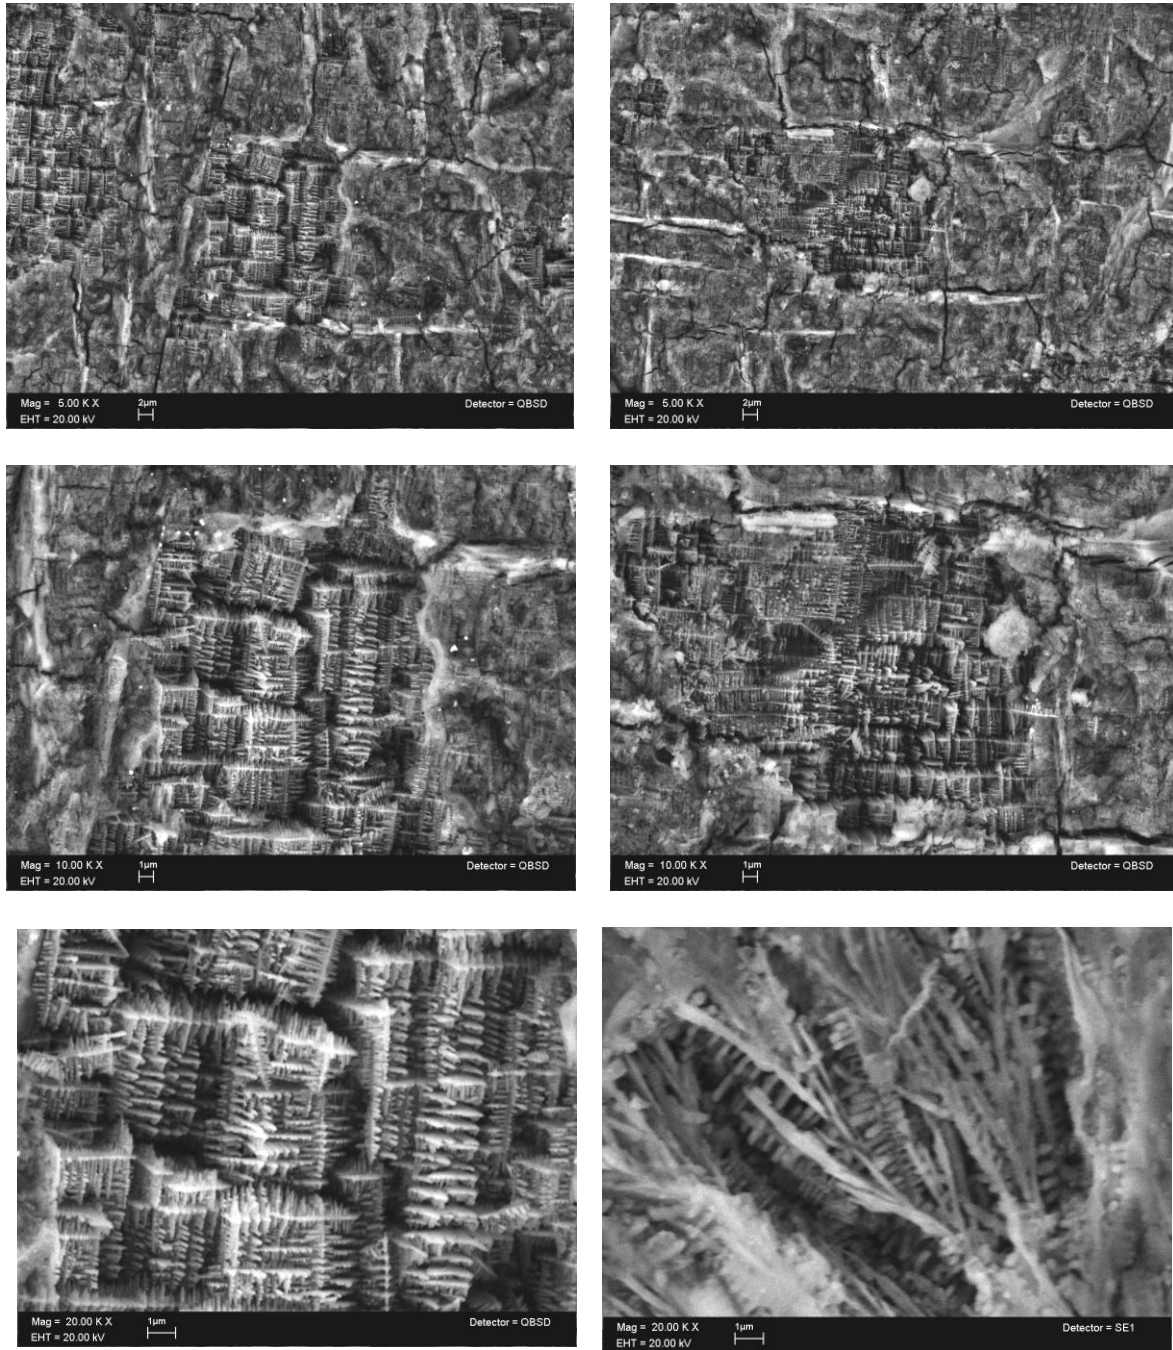 Mag = 5.00 K X 2µm Detector = QBSD
EHT = 20.00 kV
Mag = 5.00 K X 2µm Detector = QBSD
EHT = 20.00 kV
Mag = 10.00 K X 1µm Detector = QBSD
EHT = 20.00 kV
Mag = 10.00 K X 1µm Detector = QBSD
EHT = 20.00 kV
Mag = 20.00 K X 1µm Detector = QBSD
EHT = 20.00 kV
Mag = 20.00 K X 1µm Detector = SE1
EHT = 20.00 kV